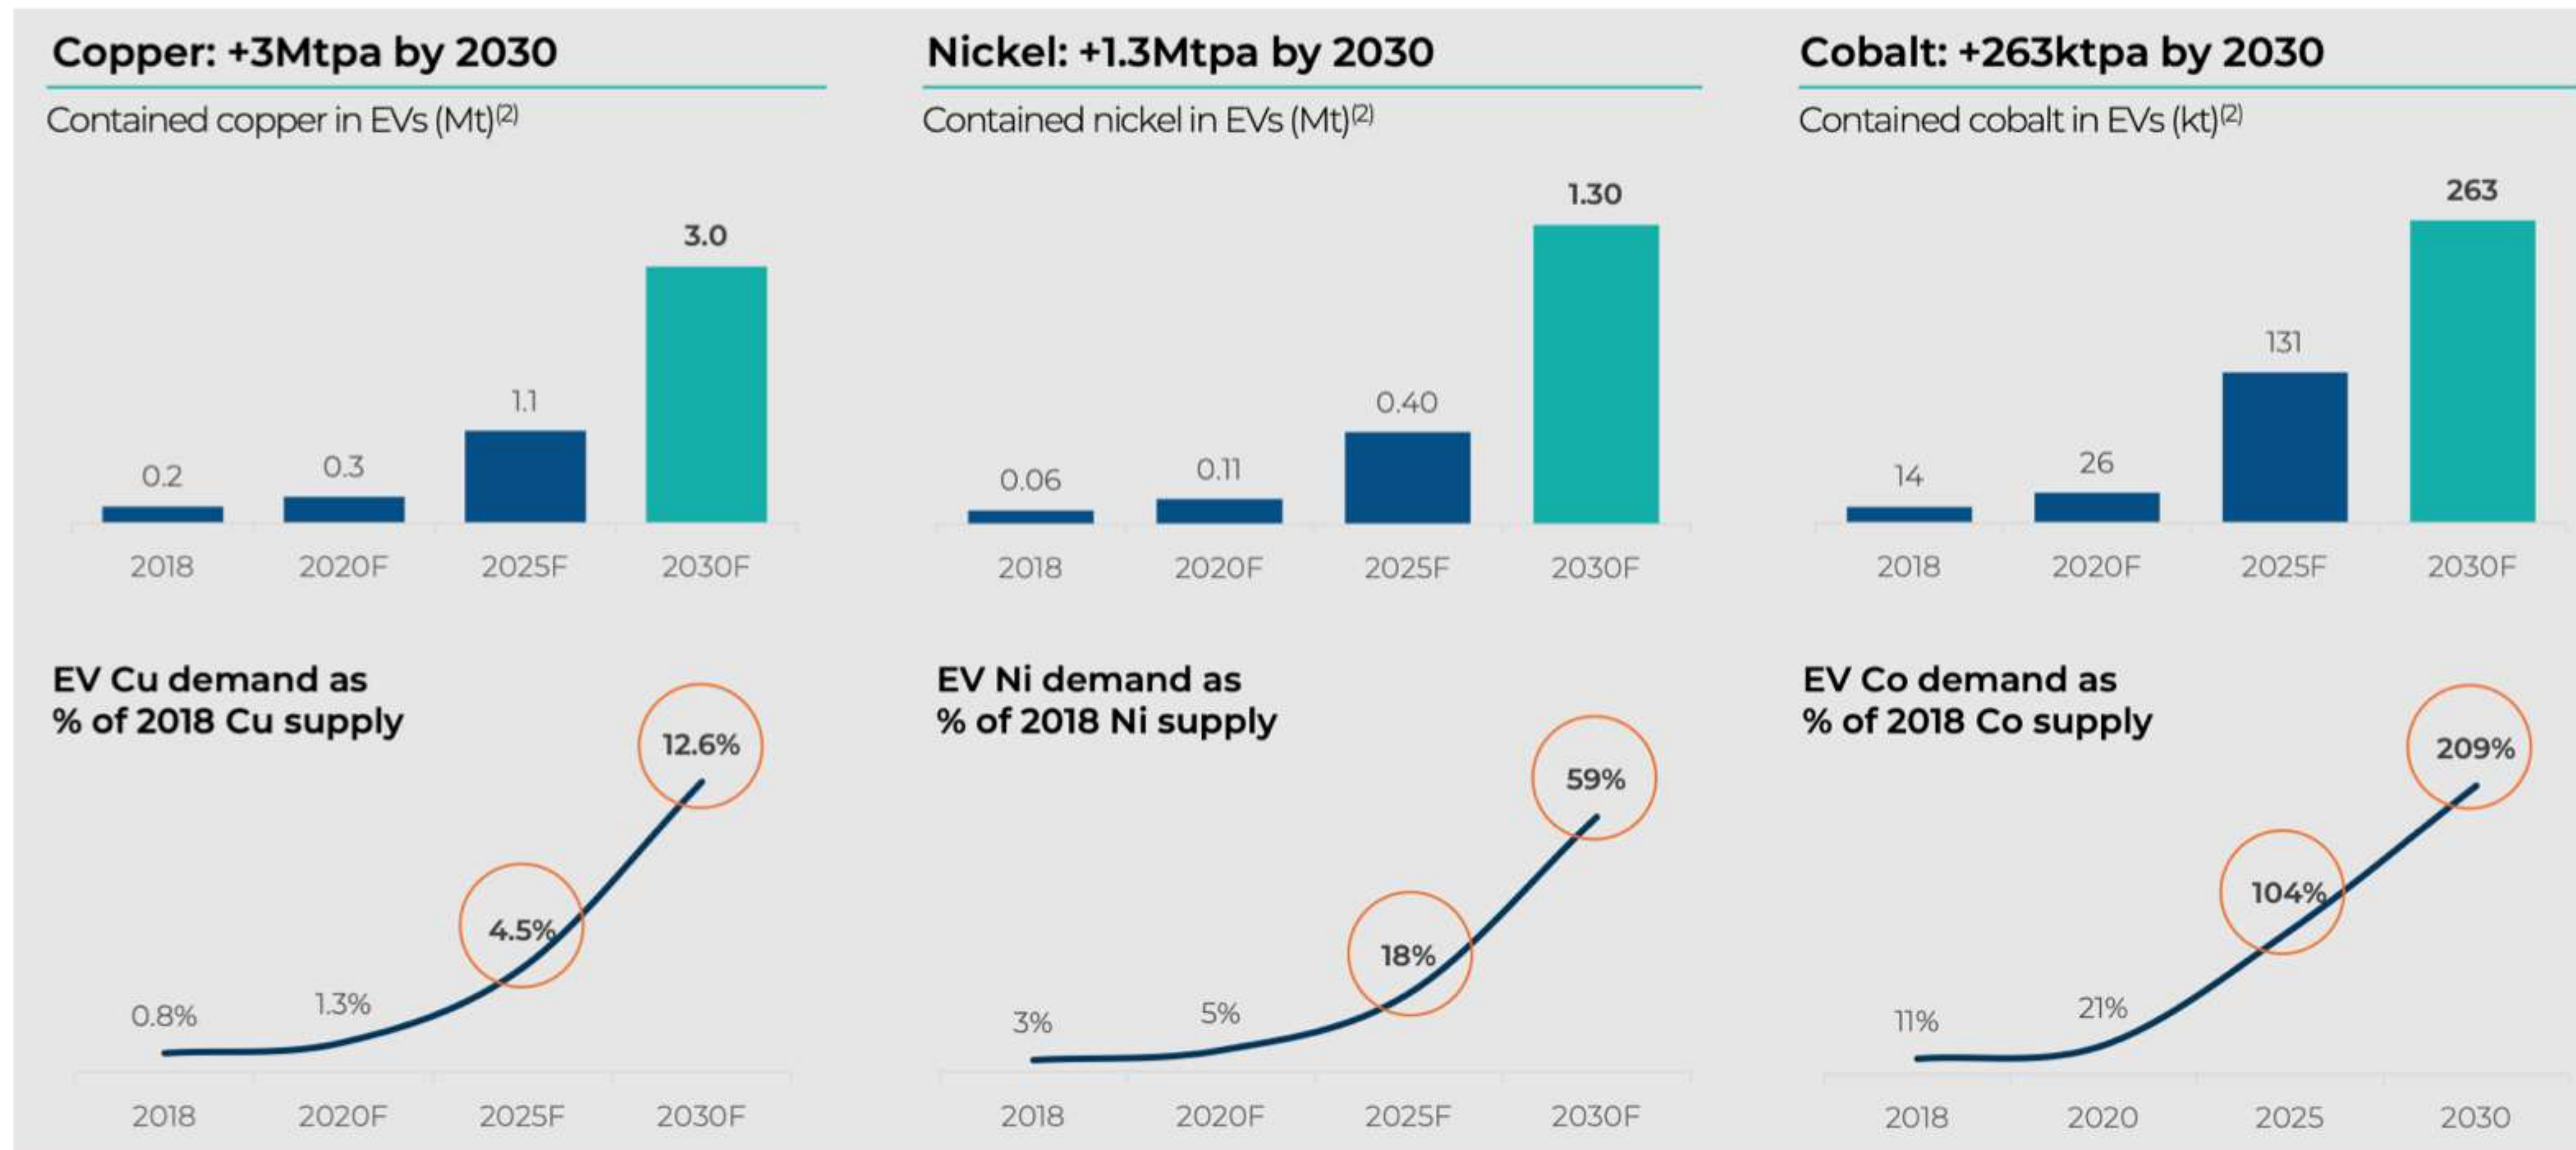 Copper: +3Mtpa by 2030
Contained copper in EVs (Mt)(2)
3.0
1.1
0.3
0.2
2018 2020F 2025F 2030F
EV Cu demand as
% of 2018 Cu supply
12.6%
4.5%
1.3%
0.8%
2018 2020F 2025F 2030F
Nickel: +1.3Mtpa by 2030
Contained nickel in EVs (Mt)(2)
1.30
0.40
0.11
0.06
2018 2020F 2025F 2030F
EV Ni demand as
% of 2018 Ni supply
59%
18%
5%
3%
2018 2020F 2025F 2030F
Cobalt: +263ktpa by 2030
Contained cobalt in EVs (kt)(2)
263
131
26
14
2018 2020F 2025F 2030F
EV Co demand as
% of 2018 Co supply
209%
104%
21%
11%
2018 2020 2025 2030